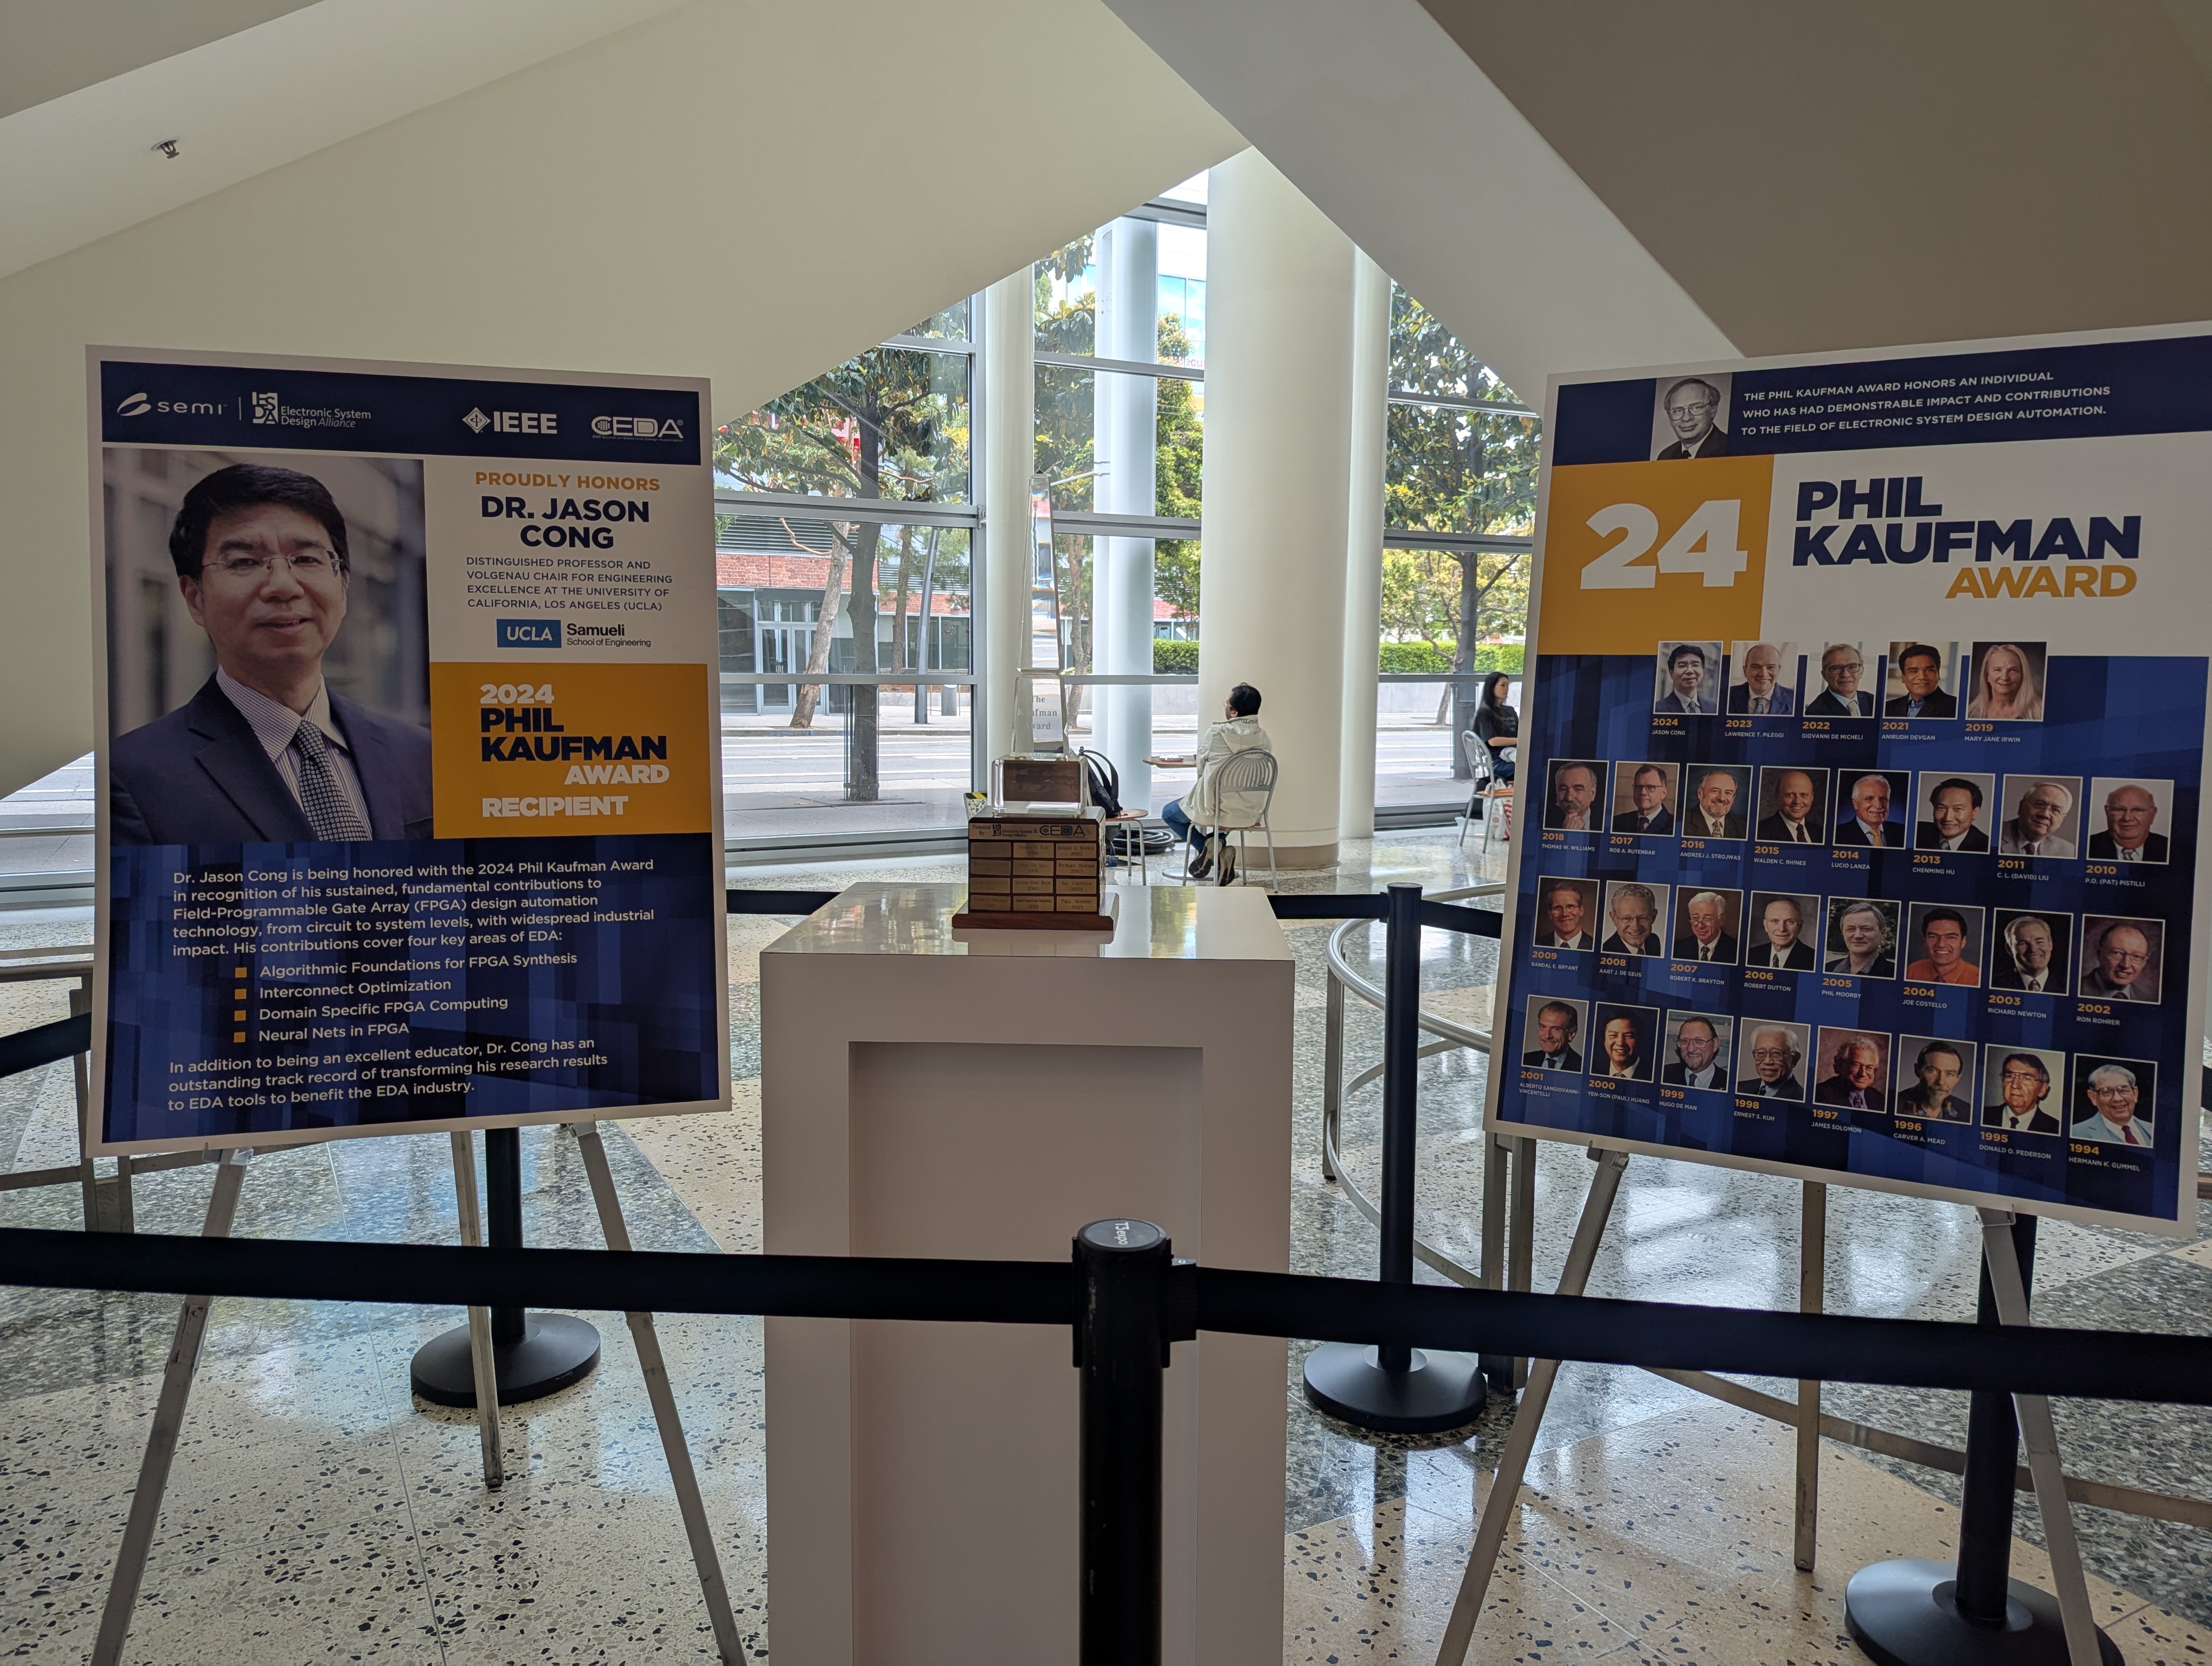 semi
ESDA Electronic System
Design Alliance
IEEE
CEDA
PROUDLY HONORS
DR. JASON
CONG
DISTINGUISHED PROFESSOR AND
VOLGENAU CHAIR FOR ENGINEERING
EXCELLENCE AT THE UNIVERSITY OF
CALIFORNIA, LOS ANGELES (UCLA)
UCLA Samueli
School of Engineering
2024
PHIL
KAUFMAN
AWARD
RECIPIENT
Dr. Jason Cong is being honored with the 2024 Phil Kaufman Award
in recognition of his sustained, fundamental contributions to
Field-Programmable Gate Array (FPGA) design automation
technology, from circuit to system levels, with widespread industrial
impact. His contributions cover four key areas of EDA:
Algorithmic Foundations for FPGA Synthesis
Interconnect Optimization
Domain Specific FPGA Computing
Neural Nets in FPGA
In addition to being an excellent educator, Dr. Cong has an
outstanding track record of transforming his research results
to EDA tools to benefit the EDA industry.
The
Award
Presented
By
CEDA
THE PHIL KAUFMAN AWARD HONORS AN INDIVIDUAL
WHO HAS HAD DEMONSTRABLE IMPACT AND CONTRIBUTIONS
TO THE FIELD OF ELECTRONIC SYSTEM DESIGN AUTOMATION.
24
PHIL
KAUFMAN
AWARD
2024 2023 2022 2021 2019
JASON CONG LAWRENCE T. PILEGGI GIOVANNI DE MICHELI ANIRUDH DEVGAN MARY JANE IRWIN
2018 2017 2016 2015 2014 2013 2011 2010
THOMAS W. WILLIAMS ROB A. RUTENBAR ANDRZEJ J. STROJWAS WALDEN C. RHINES LUCIO LANZA CHENMING HU C. L. (DAVID) LIU P.O. (PAT) PISTILLI
2009 2008 2007 2006 2005 2004 2003 2002
RANDAL E. BRYANT AART J. DE GEUS ROBERT K. BRAYTON ROBERT DUTTON PHIL MOORBY JOE COSTELLO RICHARD NEWTON RON ROHRER
2001 2000 1999 1998 1997 1996 1995 1994
ALBERTO SANGIOVANNI- YEN-SON (PAUL) HUANG HUGO DE MAN ERNEST S. KUH JAMES SOLOMON CARVER A. MEAD DONALD O. PEDERSON HERMANN K. GUMMEL
VINCENTELLI